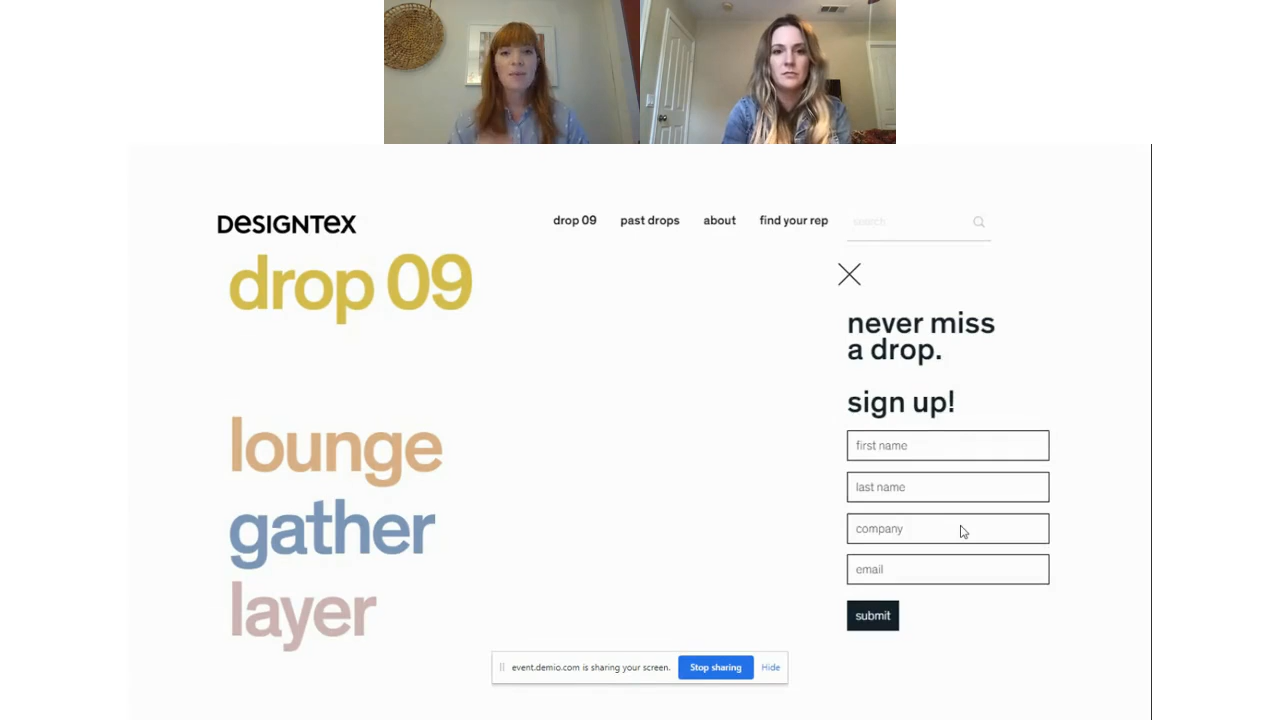 DESIGNTEX
drop 09 past drops about find your rep search
drop 09
never miss
a drop.
sign up!
lounge
gather
layer
first name
last name
company
email
submit
event.demio.com is sharing your screen. Stop sharing Hide